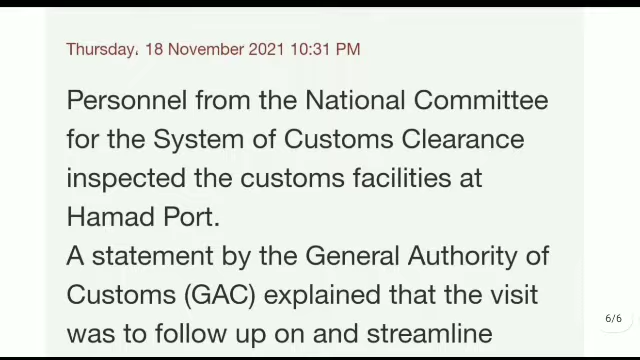 Thursday. 18 November 2021 10:31 PM
Personnel from the National Committee
for the System of Customs Clearance
inspected the customs facilities at
Hamad Port.
A statement by the General Authority of
Customs (GAC) explained that the visit
was to follow up on and streamline
6/6